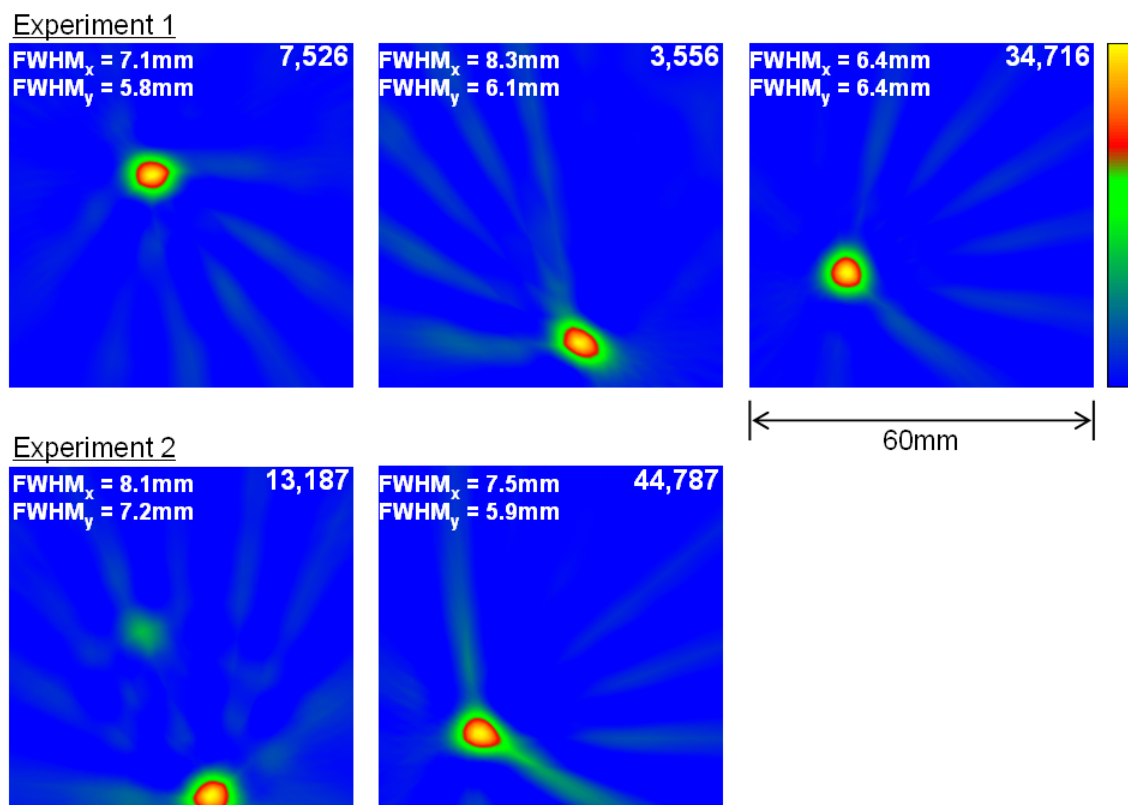 Experiment 1
FWHMx = 7.1mm 7,526
FWHMy = 5.8mm
FWHMx = 8.3mm 3,556
FWHMy = 6.1mm
FWHMx = 6.4mm 34,716
FWHMy = 6.4mm
60mm
Experiment 2
FWHMx = 8.1mm 13,187
FWHMy = 7.2mm
FWHMx = 7.5mm 44,787
FWHMy = 5.9mm